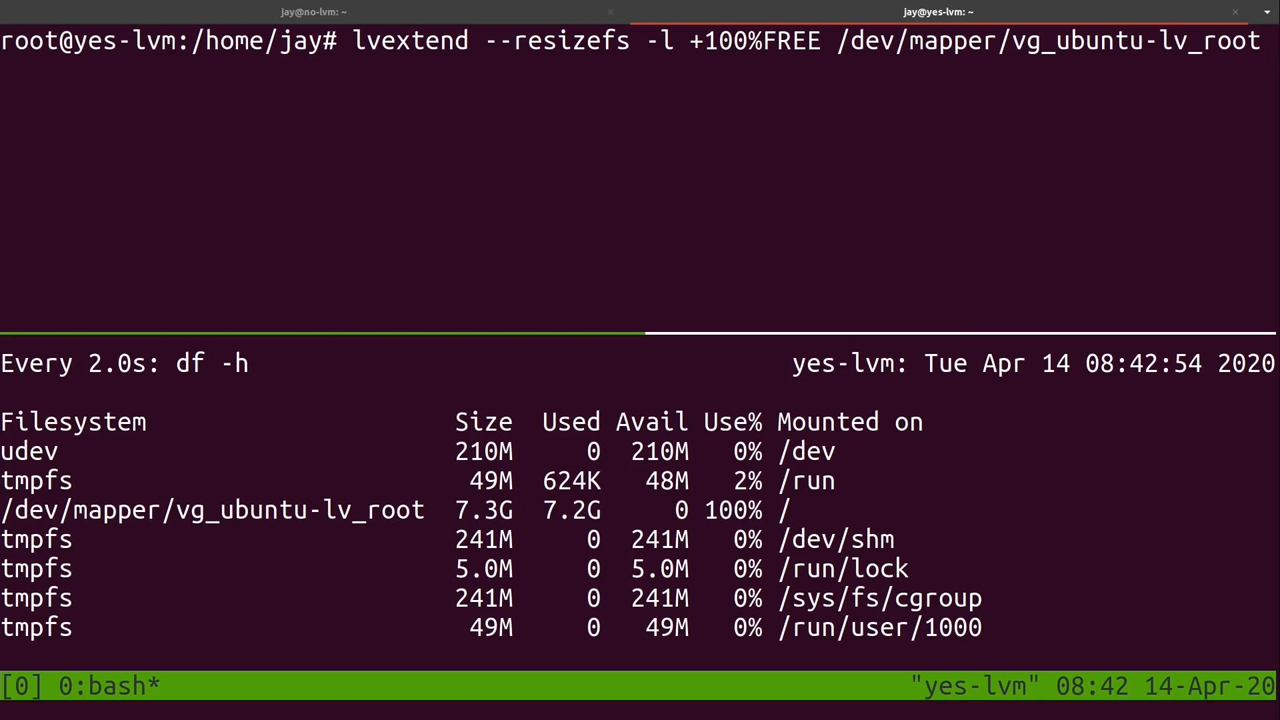 jay@no-lvm: ~ × jay@yes-lvm: ~ ×
root@yes-lvm:/home/jay# lvextend --resizefs -l +100%FREE /dev/mapper/vg_ubuntu-lv_root
Every 2.0s: df -h yes-lvm: Tue Apr 14 08:42:54 2020
Filesystem Size Used Avail Use% Mounted on
udev 210M 0 210M 0% /dev
tmpfs 49M 624K 48M 2% /run
/dev/mapper/vg_ubuntu-lv_root 7.3G 7.2G 0 100% /
tmpfs 241M 0 241M 0% /dev/shm
tmpfs 5.0M 0 5.0M 0% /run/lock
tmpfs 241M 0 241M 0% /sys/fs/cgroup
tmpfs 49M 0 49M 0% /run/user/1000
[0] 0:bash* "yes-lvm" 08:42 14-Apr-20